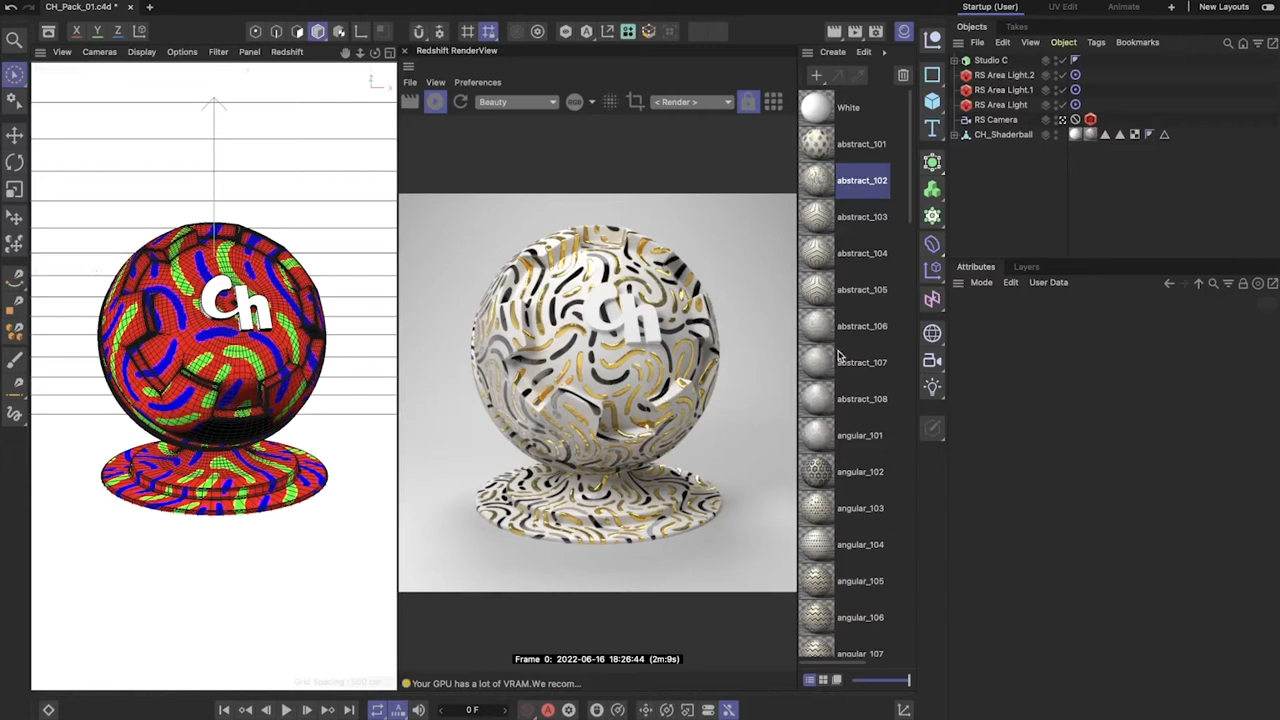 CH_Pack_01.c4d *
Startup (User)
UV Edit
Animate
New Layouts
X Y Z
Objects
Takes
View Cameras Display Options Filter Panel Redshift
Redshift RenderView
Create Edit
File Edit View Object Tags Bookmarks
File View Preferences
Beauty
RGB
< Render >
Studio C
RS Area Light.2
RS Area Light.1
RS Area Light
RS Camera
CH_Shaderball
Z
X
White
abstract_101
abstract_102
abstract_103
abstract_104
abstract_105
abstract_106
abstract_107
abstract_108
angular_101
angular_102
angular_103
angular_104
angular_105
angular_106
angular_107
Attributes
Layers
Mode Edit User Data
Ch
Ch
Frame 0: 2022-06-16 18:26:44 (2m:9s)
Your GPU has a lot of VRAM.We recom...
0 F